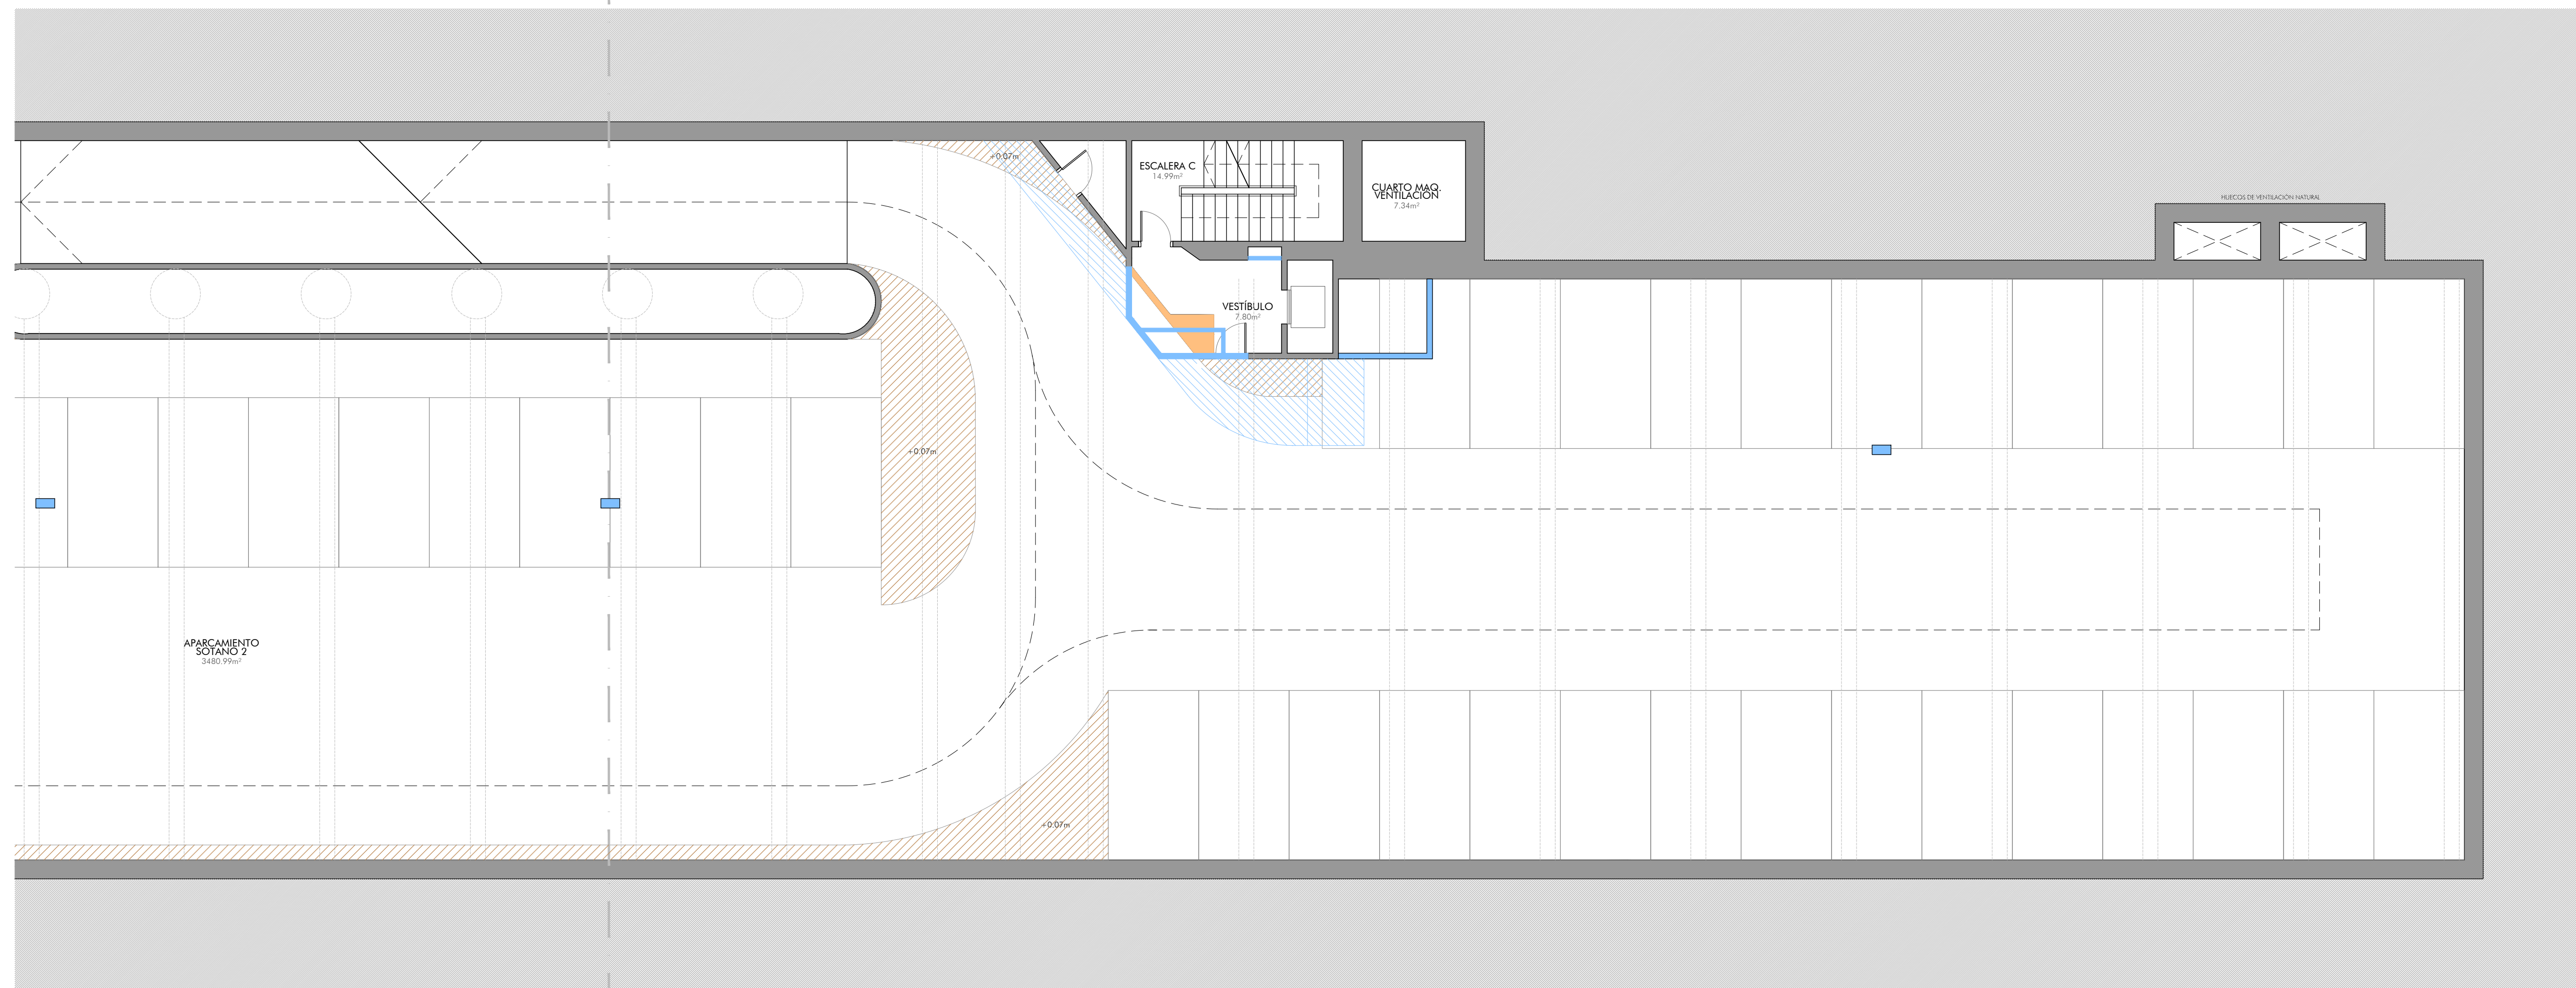 +0.07m
ESCALERA C
14.99m²
CUARTO MAQ.
VENTILACIÓN
7.34m²
HUECOS DE VENTILACIÓN NATURAL
VESTÍBULO
7.80m²
+0.07m
APARCAMIENTO
SOTANO 2
3480.99m²
+0.07m